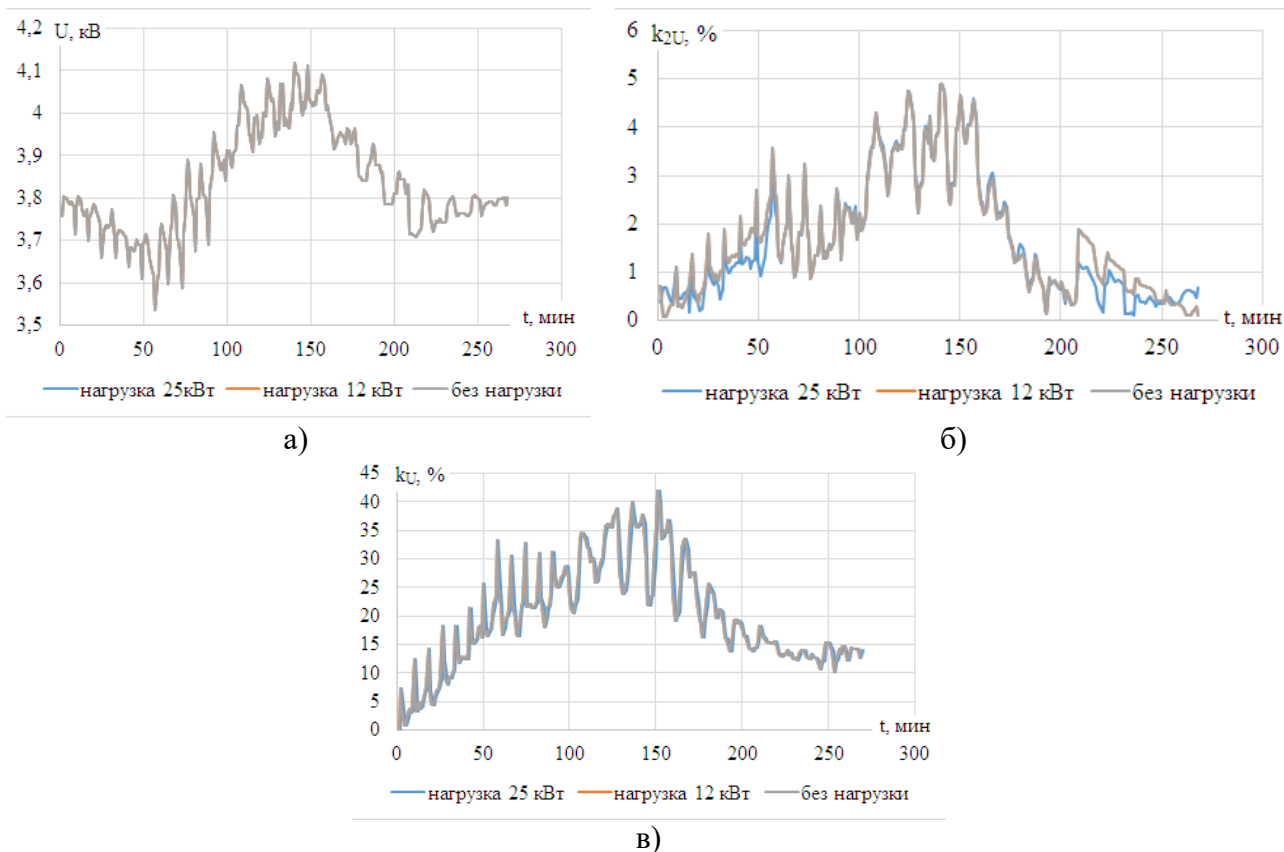 U, кВ
4,2
4,1
4
3,9
3,8
3,7
3,6
3,5
0 50 100 150 200 250 300
t, мин
нагрузка 25кВт нагрузка 12 кВт без нагрузки
а)
k2U, %
6
5
4
3
2
1
0
0 50 100 150 200 250 300
t, мин
нагрузка 25 кВт нагрузка 12 кВт без нагрузки
б)
kU, %
45
40
35
30
25
20
15
10
5
0
0 50 100 150 200 250 300
t, мин
нагрузка 25 кВт нагрузка 12 кВт без нагрузки
в)